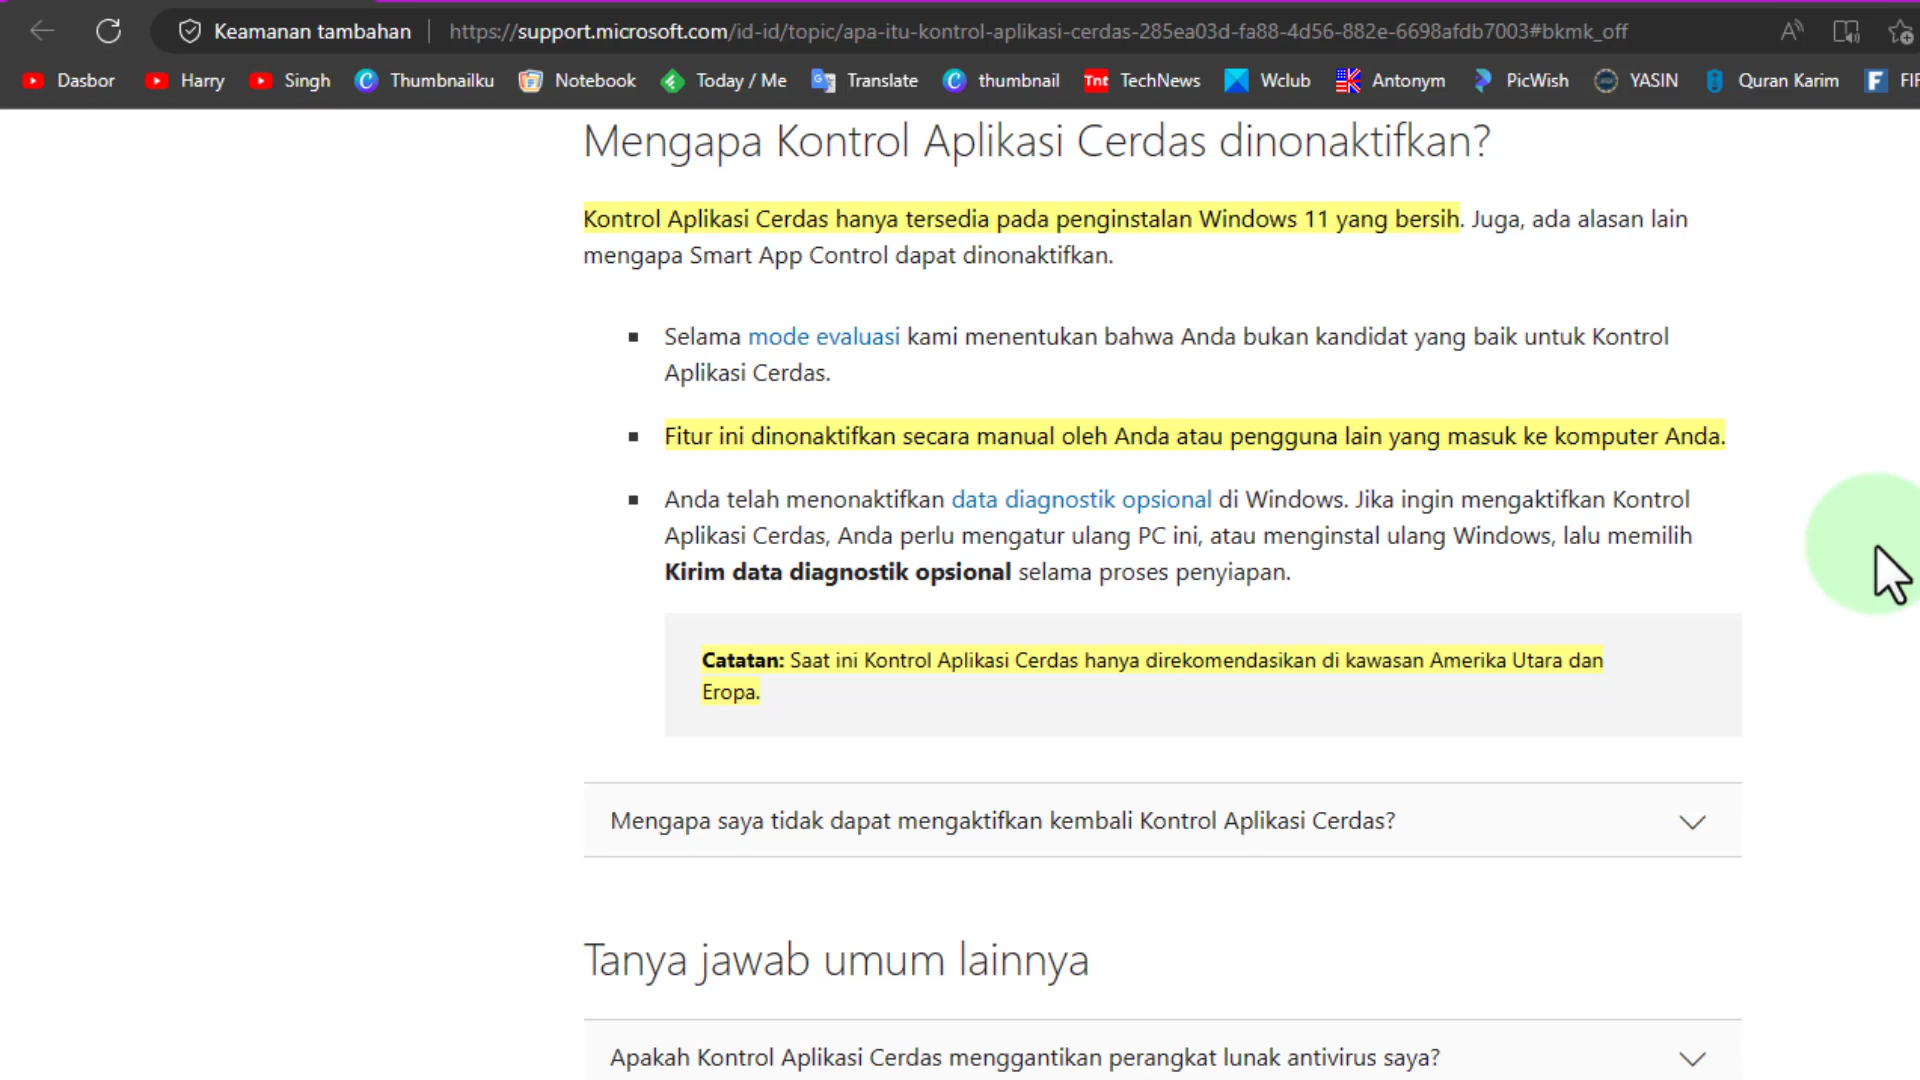 Keamanan tambahan https://support.microsoft.com/id-id/topic/apa-itu-kontrol-aplikasi-cerdas-285ea03d-fa88-4d56-882e-6698afdb7003#bkmk_off
Dasbor Harry Singh Thumbnailku Notebook Today / Me Translate thumbnail Tnt TechNews Wclub Antonym PicWish YASIN Quran Karim
Mengapa Kontrol Aplikasi Cerdas dinonaktifkan?
Kontrol Aplikasi Cerdas hanya tersedia pada penginstalan Windows 11 yang bersih. Juga, ada alasan lain
mengapa Smart App Control dapat dinonaktifkan.
Selama mode evaluasi kami menentukan bahwa Anda bukan kandidat yang baik untuk Kontrol
Aplikasi Cerdas.
Fitur ini dinonaktifkan secara manual oleh Anda atau pengguna lain yang masuk ke komputer Anda.
Anda telah menonaktifkan data diagnostik opsional di Windows. Jika ingin mengaktifkan Kontrol
Aplikasi Cerdas, Anda perlu mengatur ulang PC ini, atau menginstal ulang Windows, lalu memilih
Kirim data diagnostik opsional selama proses penyiapan.
Catatan: Saat ini Kontrol Aplikasi Cerdas hanya direkomendasikan di kawasan Amerika Utara dan
Eropa.
Mengapa saya tidak dapat mengaktifkan kembali Kontrol Aplikasi Cerdas?
Tanya jawab umum lainnya
Apakah Kontrol Aplikasi Cerdas menggantikan perangkat lunak antivirus saya?